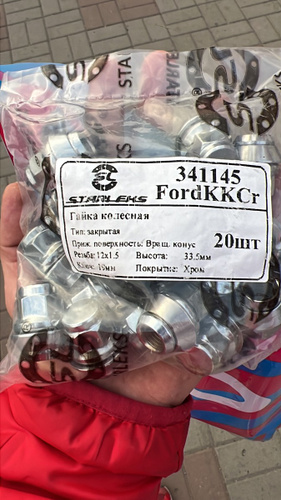 STARLEKS
341145
FordKKCr
Гайка колесная
Тип: закрытая
Приж. поверхность: Вращ. конус
20шт
Резьба: 12x1.5 Высота: 33.5мм
Ключ: 19мм Покрытие: Хром